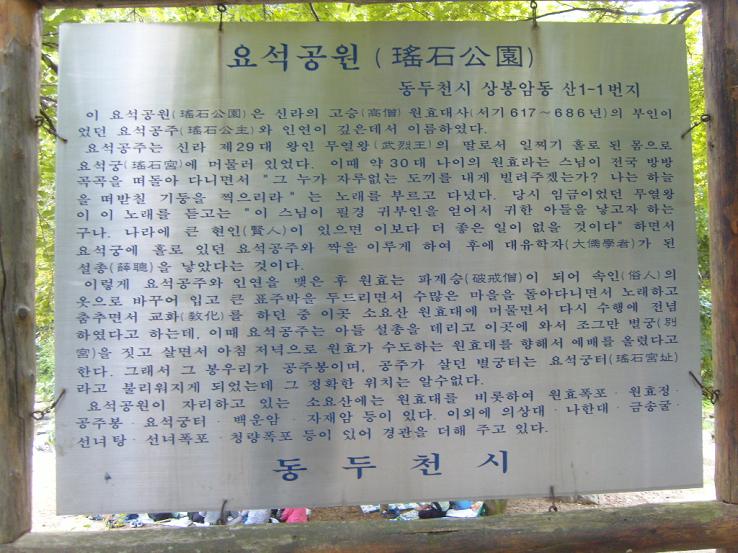 요석공원 (瑤石公園)
동두천시 상봉암동 산1-1번지
이 요석공원(瑤石公園)은 신라의 고승(高僧) 원효대사(서기617～686년)의 부인이
었던 요석공주(瑤石公主)와 인연이 깊은데서 이름하였다.
요석공주는 신라 제29대 왕인 무열왕(武烈王)의 딸로서 일찌기 홀로 된 몸으로
요석궁(瑤石宮)에 머물러 있었다. 이때 약 30대 나이의 원효라는 스님이 전국 방방
곡곡을 떠돌아 다니면서 "그 누가 자루없는 도끼를 내게 빌려주겠는가? 나는 하늘
을 떠받칠 기둥을 찍으리라" 는 노래를 부르고 다녔다. 당시 임금이었던 무열왕
이 이 노래를 듣고는 "이 스님이 필경 귀부인을 얻어서 귀한 아들을 낳고자 하는
구나. 나라에 큰 현인(賢人)이 있으면 이보다 더 좋은 일이 없을 것이다" 하면서
요석궁에 홀로 있던 요석공주와 짝을 이루게 하여 후에 대유학자(大儒學者)가 된
설총(薛聰)을 낳았다는 것이다.
이렇게 요석공주와 인연을 맺은 후 원효는 파계승(破戒僧)이 되어 속인(俗人)의
옷으로 바꾸어 입고 큰 표주박을 두드리면서 수많은 마을을 돌아다니면서 노래하고
춤추면서 교화(敎化)를 하던 중 이곳 소요산 원효대에 머물면서 다시 수행에 전념
하였다고 하는데, 이때 요석공주는 아들 설총을 데리고 이곳에 와서 조그만 별궁(別
宮)을 짓고 살면서 아침 저녁으로 원효가 수도하는 원효대를 향해서 예배를 올렸다고
한다. 그래서 그 봉우리가 공주봉이며, 공주가 살던 별궁터는 요석궁터(瑤石宮址)
라고 불리워지게 되었는데 그 정확한 위치는 알수없다.
요석공원이 자리하고 있는 소요산에는 원효대를 비롯하여 원효폭포·원효정·
공주봉·요석궁터·백운암·자재암 등이 있다. 이외에 의상대·나한대·금송굴·
선녀탕·선녀폭포·청량폭포 등이 있어 경관을 더해 주고 있다.
동두천시